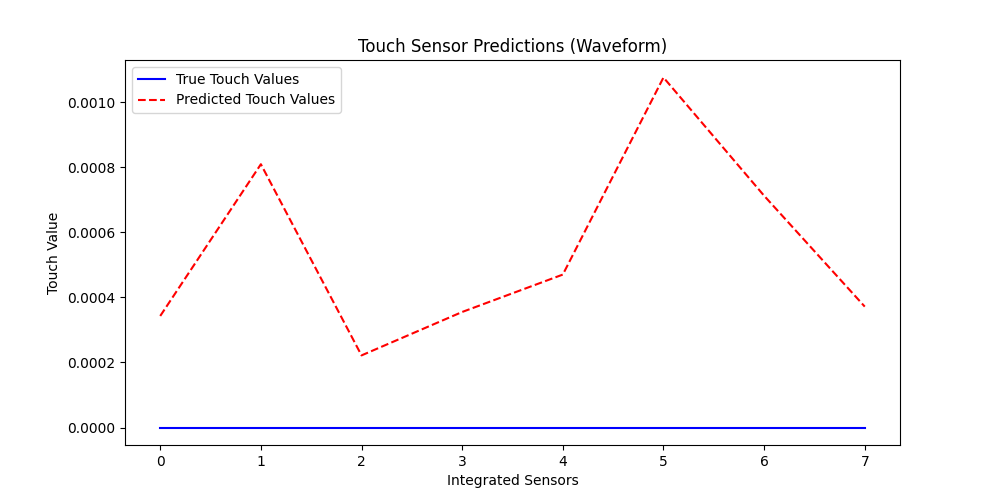 Touch Sensor Predictions (Waveform)
True Touch Values
Predicted Touch Values
Touch Value
0.0010
0.0008
0.0006
0.0004
0.0002
0.0000
0 1 2 3 4 5 6 7
Integrated Sensors